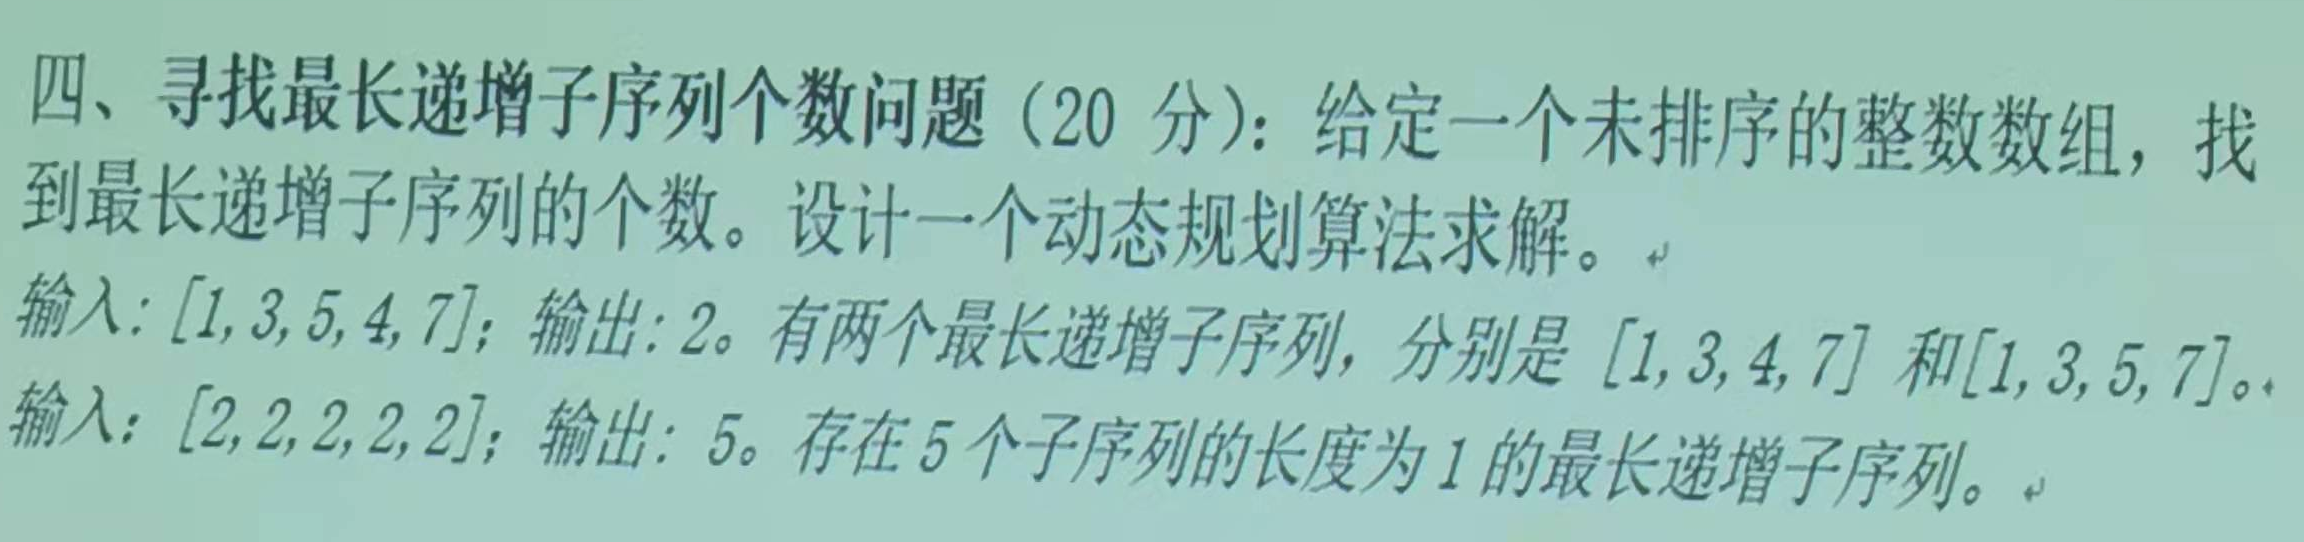 四、寻找最长递增子序列个数问题（20 分）：给定一个未排序的整数数组，找
到最长递增子序列的个数。设计一个动态规划算法求解。
输入：[1,3,5,4,7]；输出：2。有两个最长递增子序列，分别是 [1,3,4,7] 和[1,3,5,7]。
输入：[2,2,2,2,2]；输出：5。存在5个子序列的长度为1的最长递增子序列。